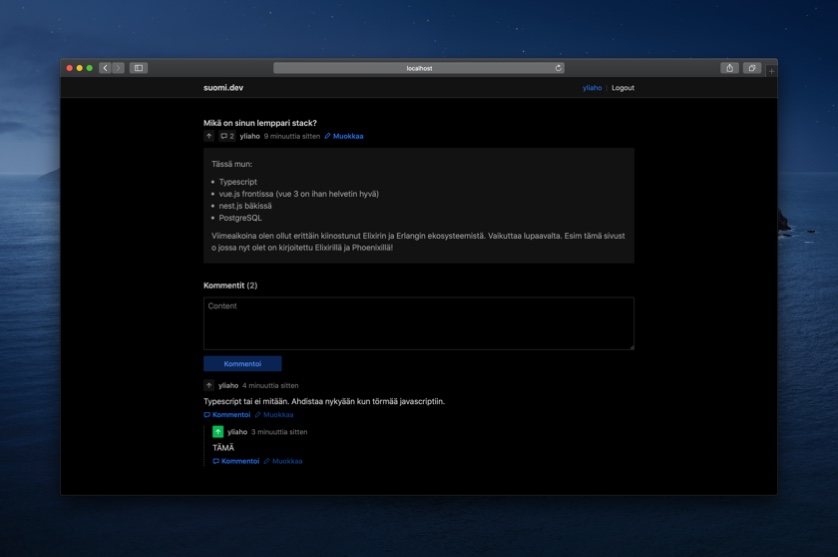 localhost
suomi.dev
yliaho | Logout
Mikä on sinun lemppari stack?
2 yliaho 9 minuuttia sitten Muokkaa
Tässä mun:
Typescript
vue.js frontissa (vue 3 on ihan helvetin hyvä)
nest.js bäkissä
PostgreSQL
Viimeaikoina olen ollut erittäin kiinostunut Elixirin ja Erlangin ekosysteemistä. Vaikuttaa lupaavalta. Esim tämä sivust
o jossa nyt olet on kirjoitettu Elixirillä ja Phoenixillä!
Kommentit (2)
Content
Kommentoi
yliaho 4 minuuttia sitten
Typescript tai ei mitään. Ahdistaa nykyään kun törmää javascriptiin.
Kommentoi Muokkaa
yliaho 3 minuuttia sitten
TÄMÄ
Kommentoi Muokkaa